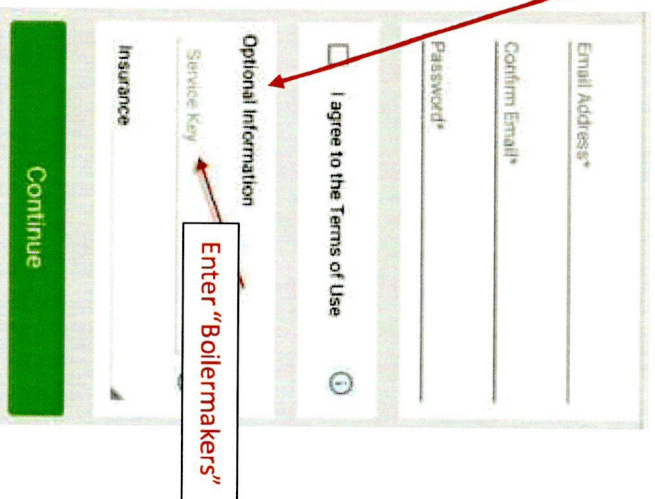 Email Address*
Confirm Email*
Password*
I agree to the Terms of Use
Optional Information
Service Key
Enter "Boilermakers"
Insurance
Continue